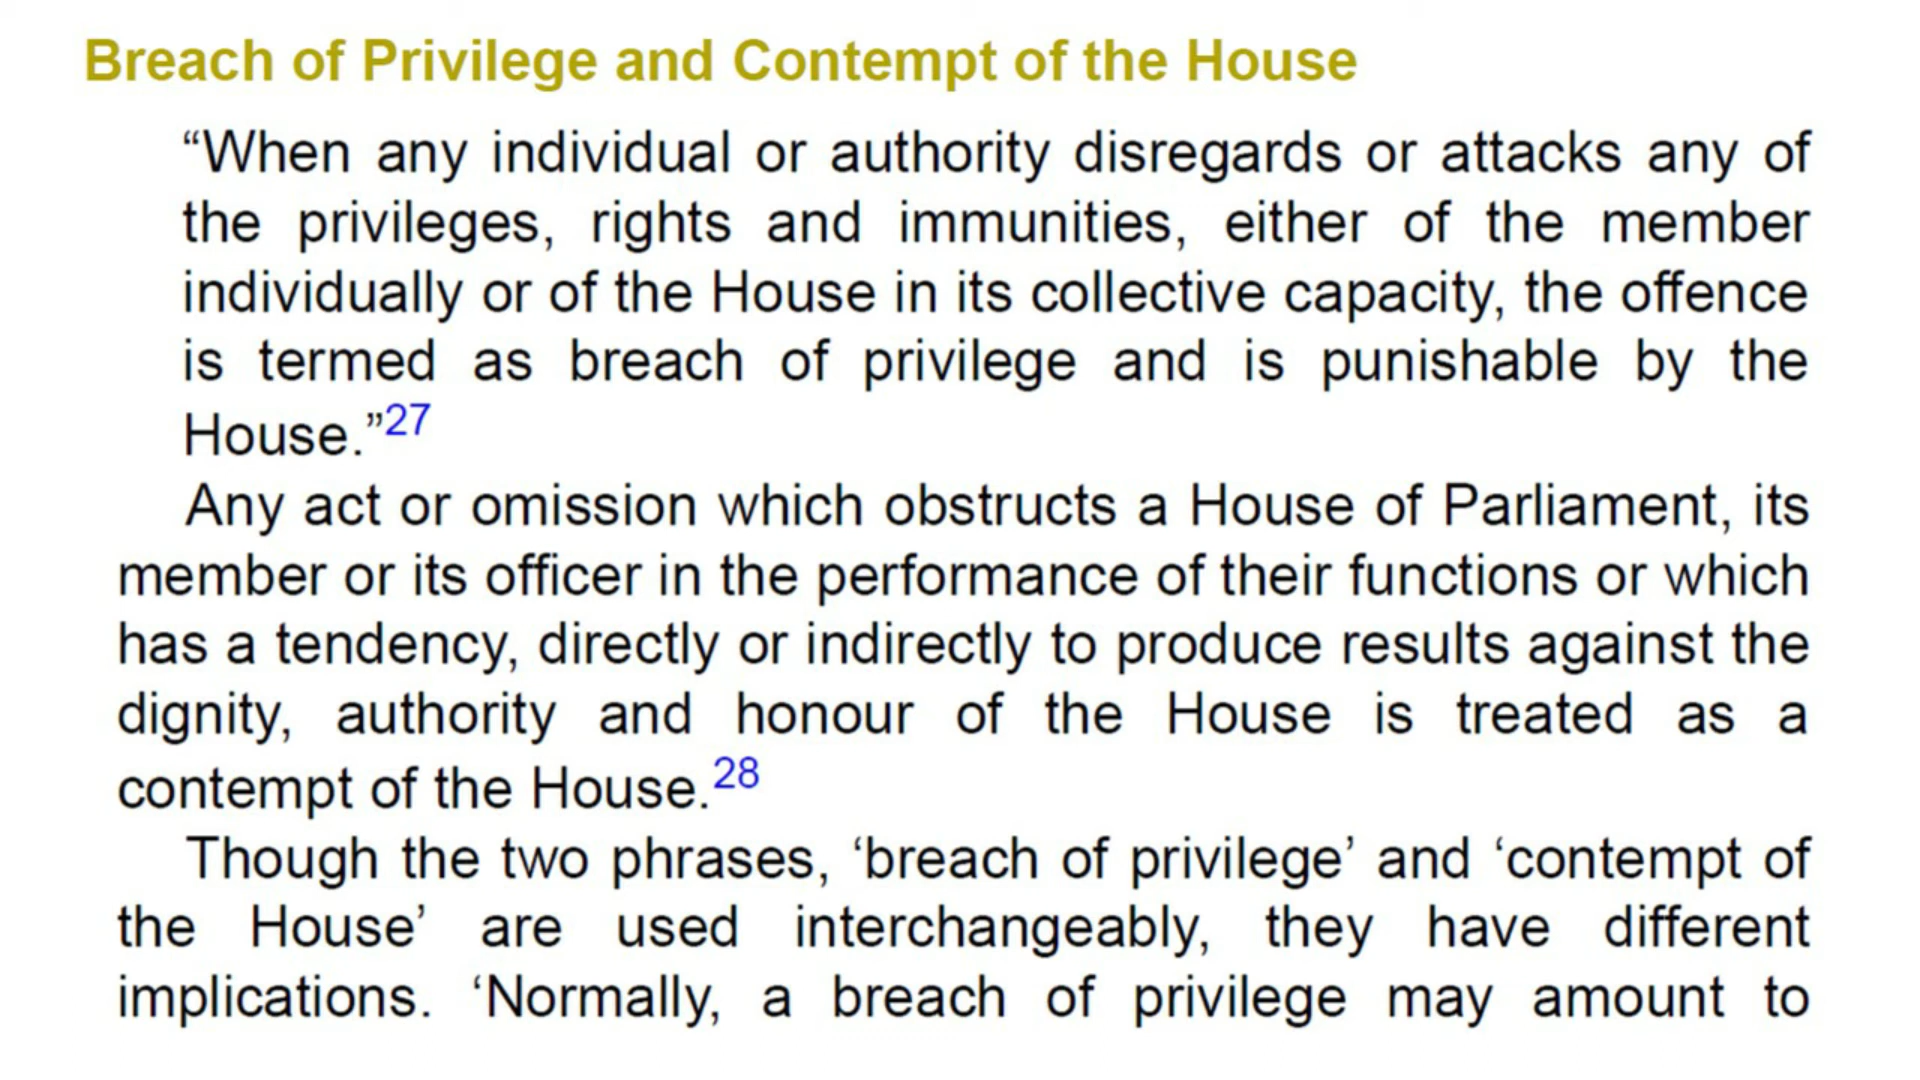 Breach of Privilege and Contempt of the House
“When any individual or authority disregards or attacks any of
the privileges, rights and immunities, either of the member
individually or of the House in its collective capacity, the offence
is termed as breach of privilege and is punishable by the
House.”27
Any act or omission which obstructs a House of Parliament, its
member or its officer in the performance of their functions or which
has a tendency, directly or indirectly to produce results against the
dignity, authority and honour of the House is treated as a
contempt of the House.28
Though the two phrases, ‘breach of privilege’ and ‘contempt of
the House’ are used interchangeably, they have different
implications. ‘Normally, a breach of privilege may amount to